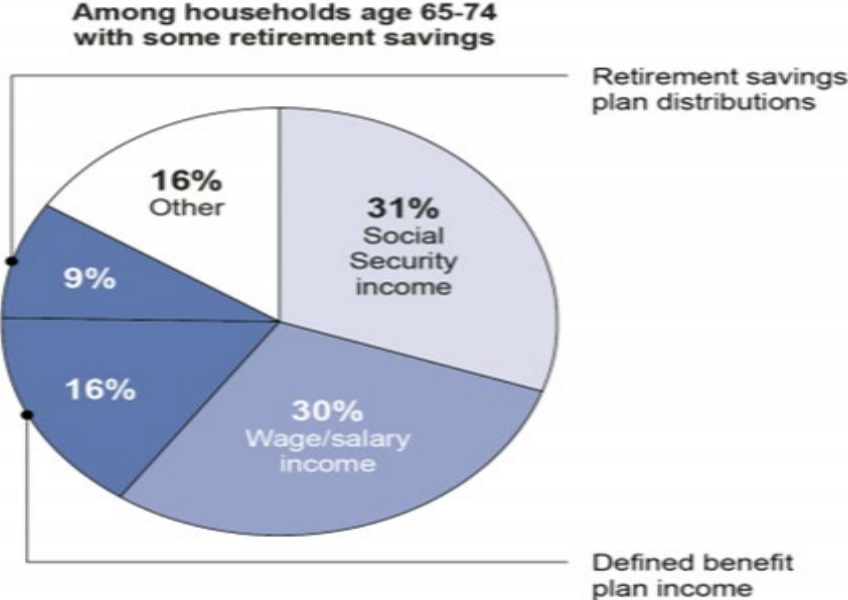 Among households age 65-74
with some retirement savings
Retirement savings
plan distributions
16%
Other
31%
Social
Security
income
9%
16%
30%
Wage/salary
income
Defined benefit
plan income